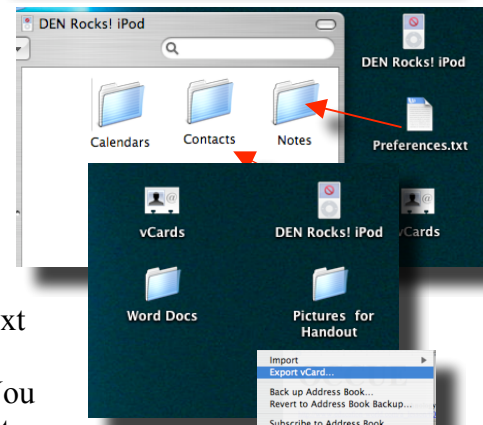 DEN Rocks! iPod
DEN Rocks! iPod
Calendars
Contacts
Notes
Preferences.txt
vCards
vCards
DEN Rocks! iPod
Word Docs
Pictures for
Handout
xt
You
Import
Export vCard...
Back up Address Book...
Revert to Address Book Backup...
Subscribe to Address Book